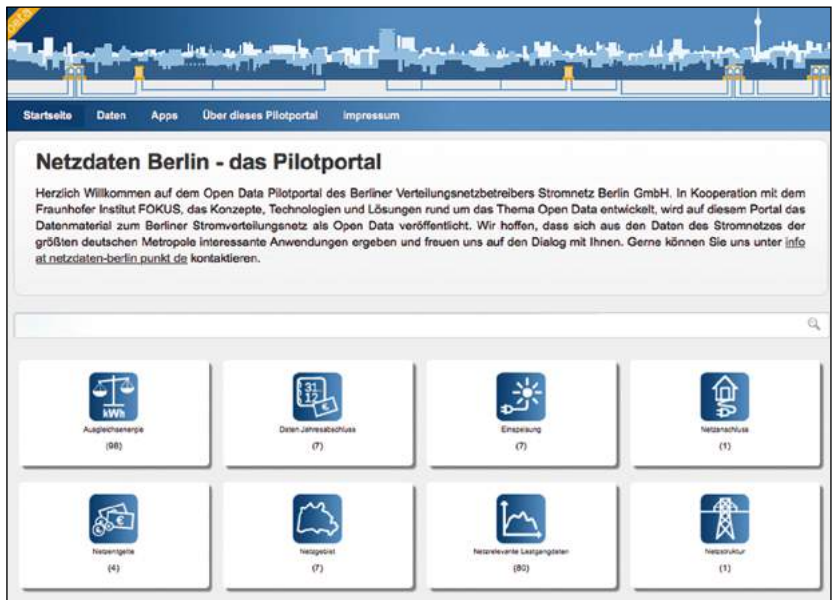 Startseite Daten Apps Über dieses Pilotportal Impressum
Netzdaten Berlin - das Pilotportal
Herzlich Willkommen auf dem Open Data Pilotportal des Berliner Verteilungsnetzbetreibers Stromnetz Berlin GmbH. In Kooperation mit dem
Fraunhofer Institut FOKUS, das Konzepte, Technologien und Lösungen rund um das Thema Open Data entwickelt, wird auf diesem Portal das
Datenmaterial zum Berliner Stromverteilungsnetz als Open Data veröffentlicht. Wir hoffen, dass sich aus den Daten des Stromnetzes der
größten deutschen Metropole interessante Anwendungen ergeben und freuen uns auf den Dialog mit Ihnen. Gerne können Sie uns unter info
at netzdaten-berlin punkt de kontaktieren.
kWh
Ausgleichsenergie
(98)
31
12
€
Daten Jahresabschluss
(7)
Einspeisung
(7)
Netzanschluss
(1)
€
Netzentgelte
(4)
Netzgebiet
(7)
Netzrelevante Lastgangdaten
(80)
Netzstruktur
(1)